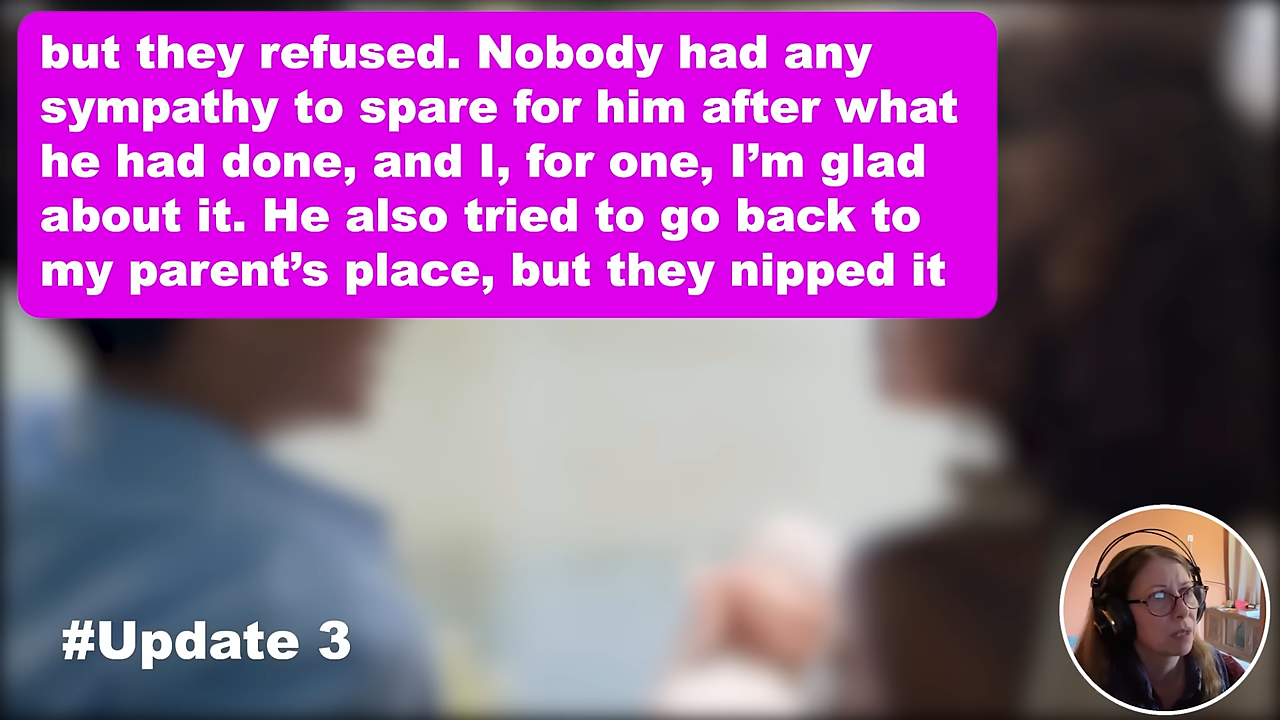 but they refused. Nobody had any
sympathy to spare for him after what
he had done, and I, for one, I’m glad
about it. He also tried to go back to
my parent’s place, but they nipped it
#Update 3